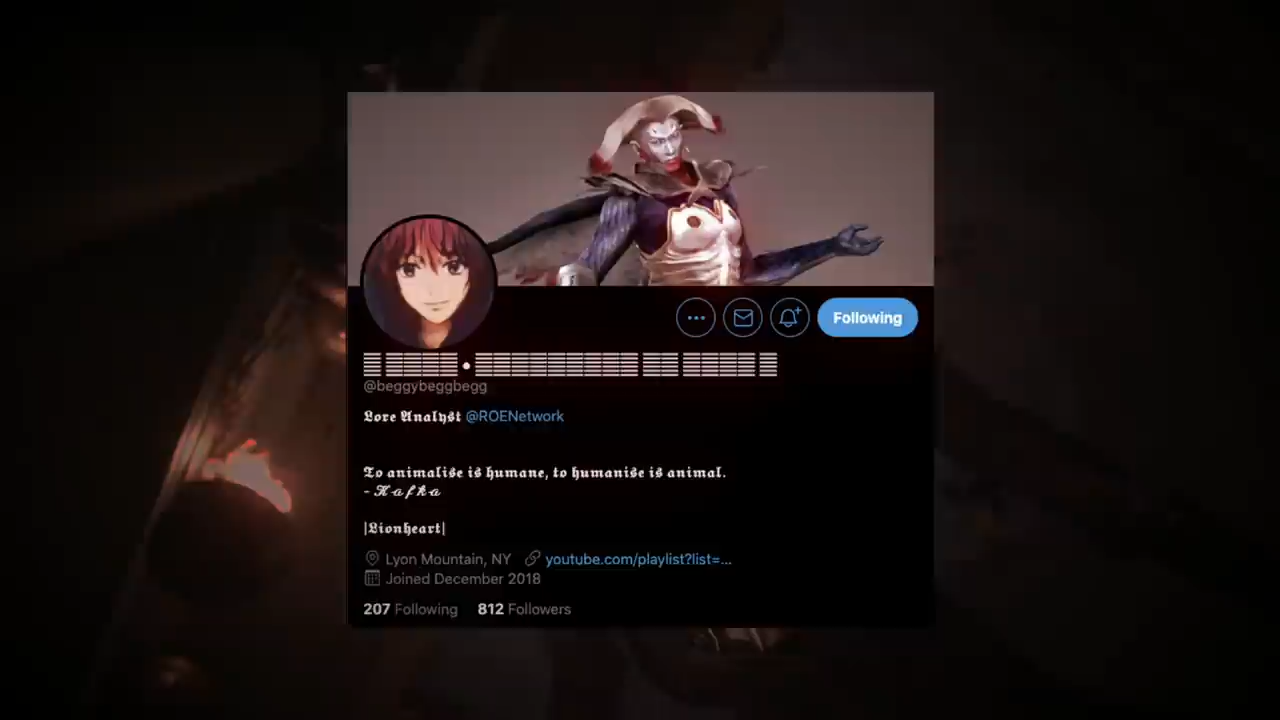 @beggybeggbegg
Following
𝕷𝖔𝖗𝖊 𝕬𝖓𝖆𝖑𝖞𝖘𝖙 @ROENetwork
𝕿𝖔 𝖆𝖓𝖎𝖒𝖆𝖑𝖎𝖘𝖊 𝖎𝖘 𝖍𝖚𝖒𝖆𝖓𝖊, 𝖙𝖔 𝖍𝖚𝖒𝖆𝖓𝖎𝖘𝖊 𝖎𝖘 𝖆𝖓𝖎𝖒𝖆𝖑.
- 𝓚𝓪𝓯𝓴𝓪
|𝕷𝖎𝖔𝖓𝖍𝖊𝖆𝖗𝖙|
Lyon Mountain, NY youtube.com/playlist?list=...
Joined December 2018
207 Following 812 Followers